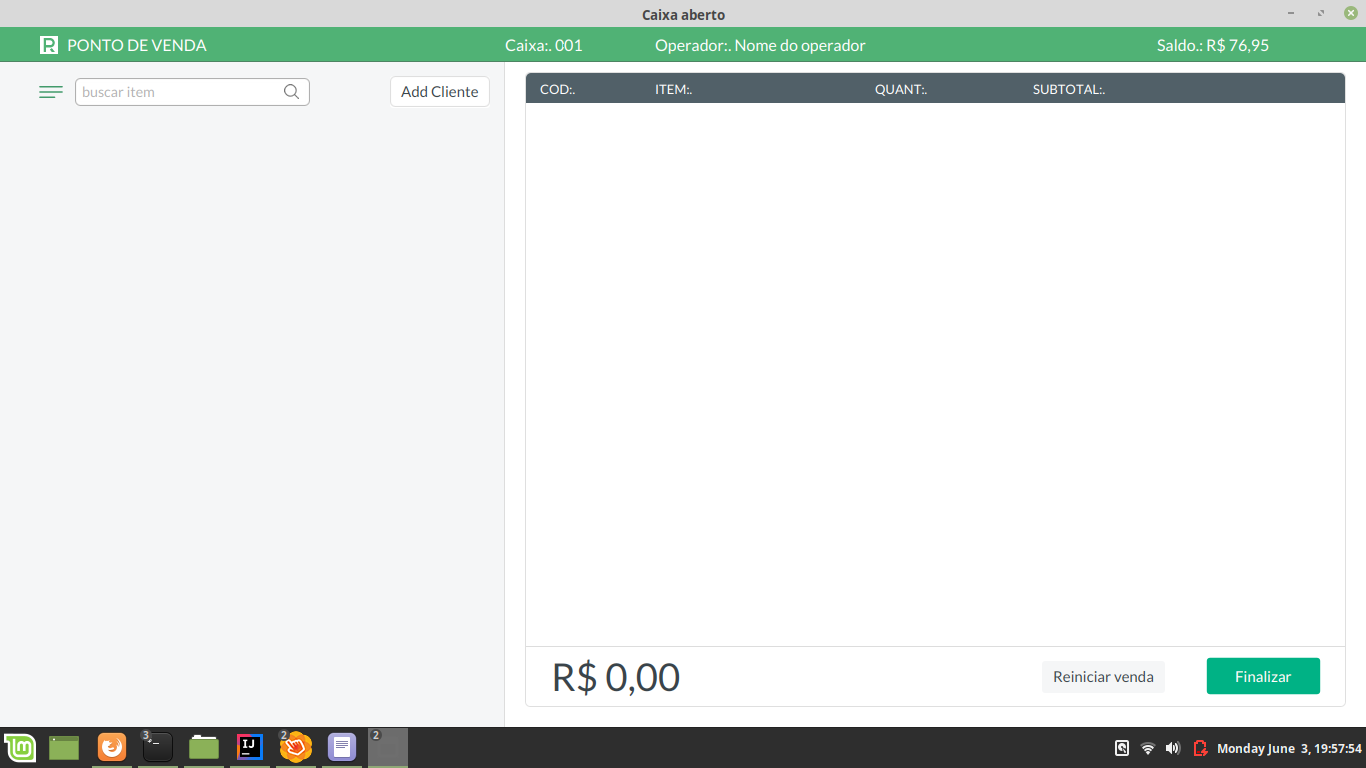 Caixa aberto
R PONTO DE VENDA Caixa:. 001 Operador:. Nome do operador Saldo.: R$ 76,95
buscar item Add Cliente
COD:. ITEM:. QUANT:. SUBTOTAL:.
R$ 0,00 Reiniciar venda Finalizar
lm 3 IJ 2 2 Monday June 3, 19:57:54